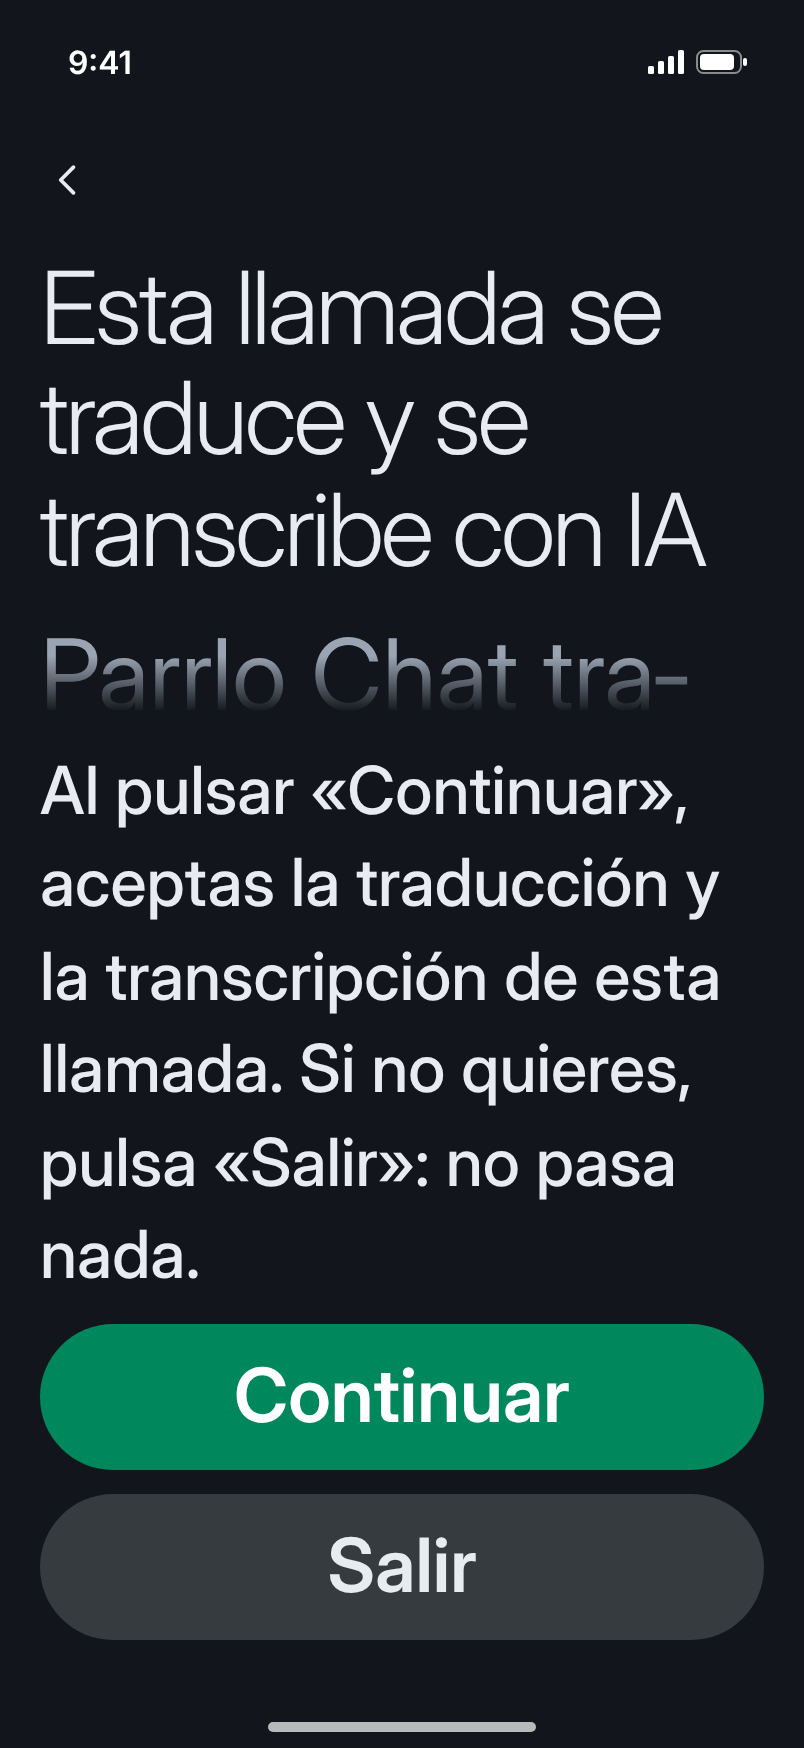 9:41
Esta llamada se
traduce y se
transcribe con IA
Parrlo Chat tra-
Al pulsar «Continuar»,
aceptas la traducción y
la transcripción de esta
llamada. Si no quieres,
pulsa «Salir»: no pasa
nada.
Continuar
Salir